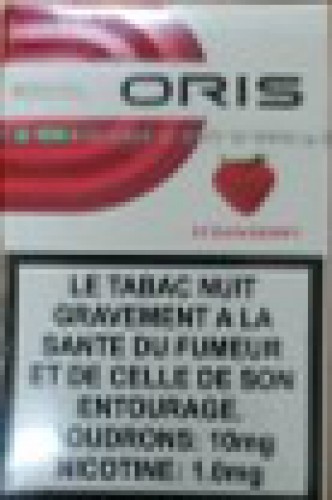 ORIS
STRAWBERRY
LE TABAC NUIT
GRAVEMENT A LA
SANTE DU FUMEUR
ET DE CELLE DE SON
ENTOURAGE.
GOUDRONS: 10mg
NICOTINE: 1.0mg